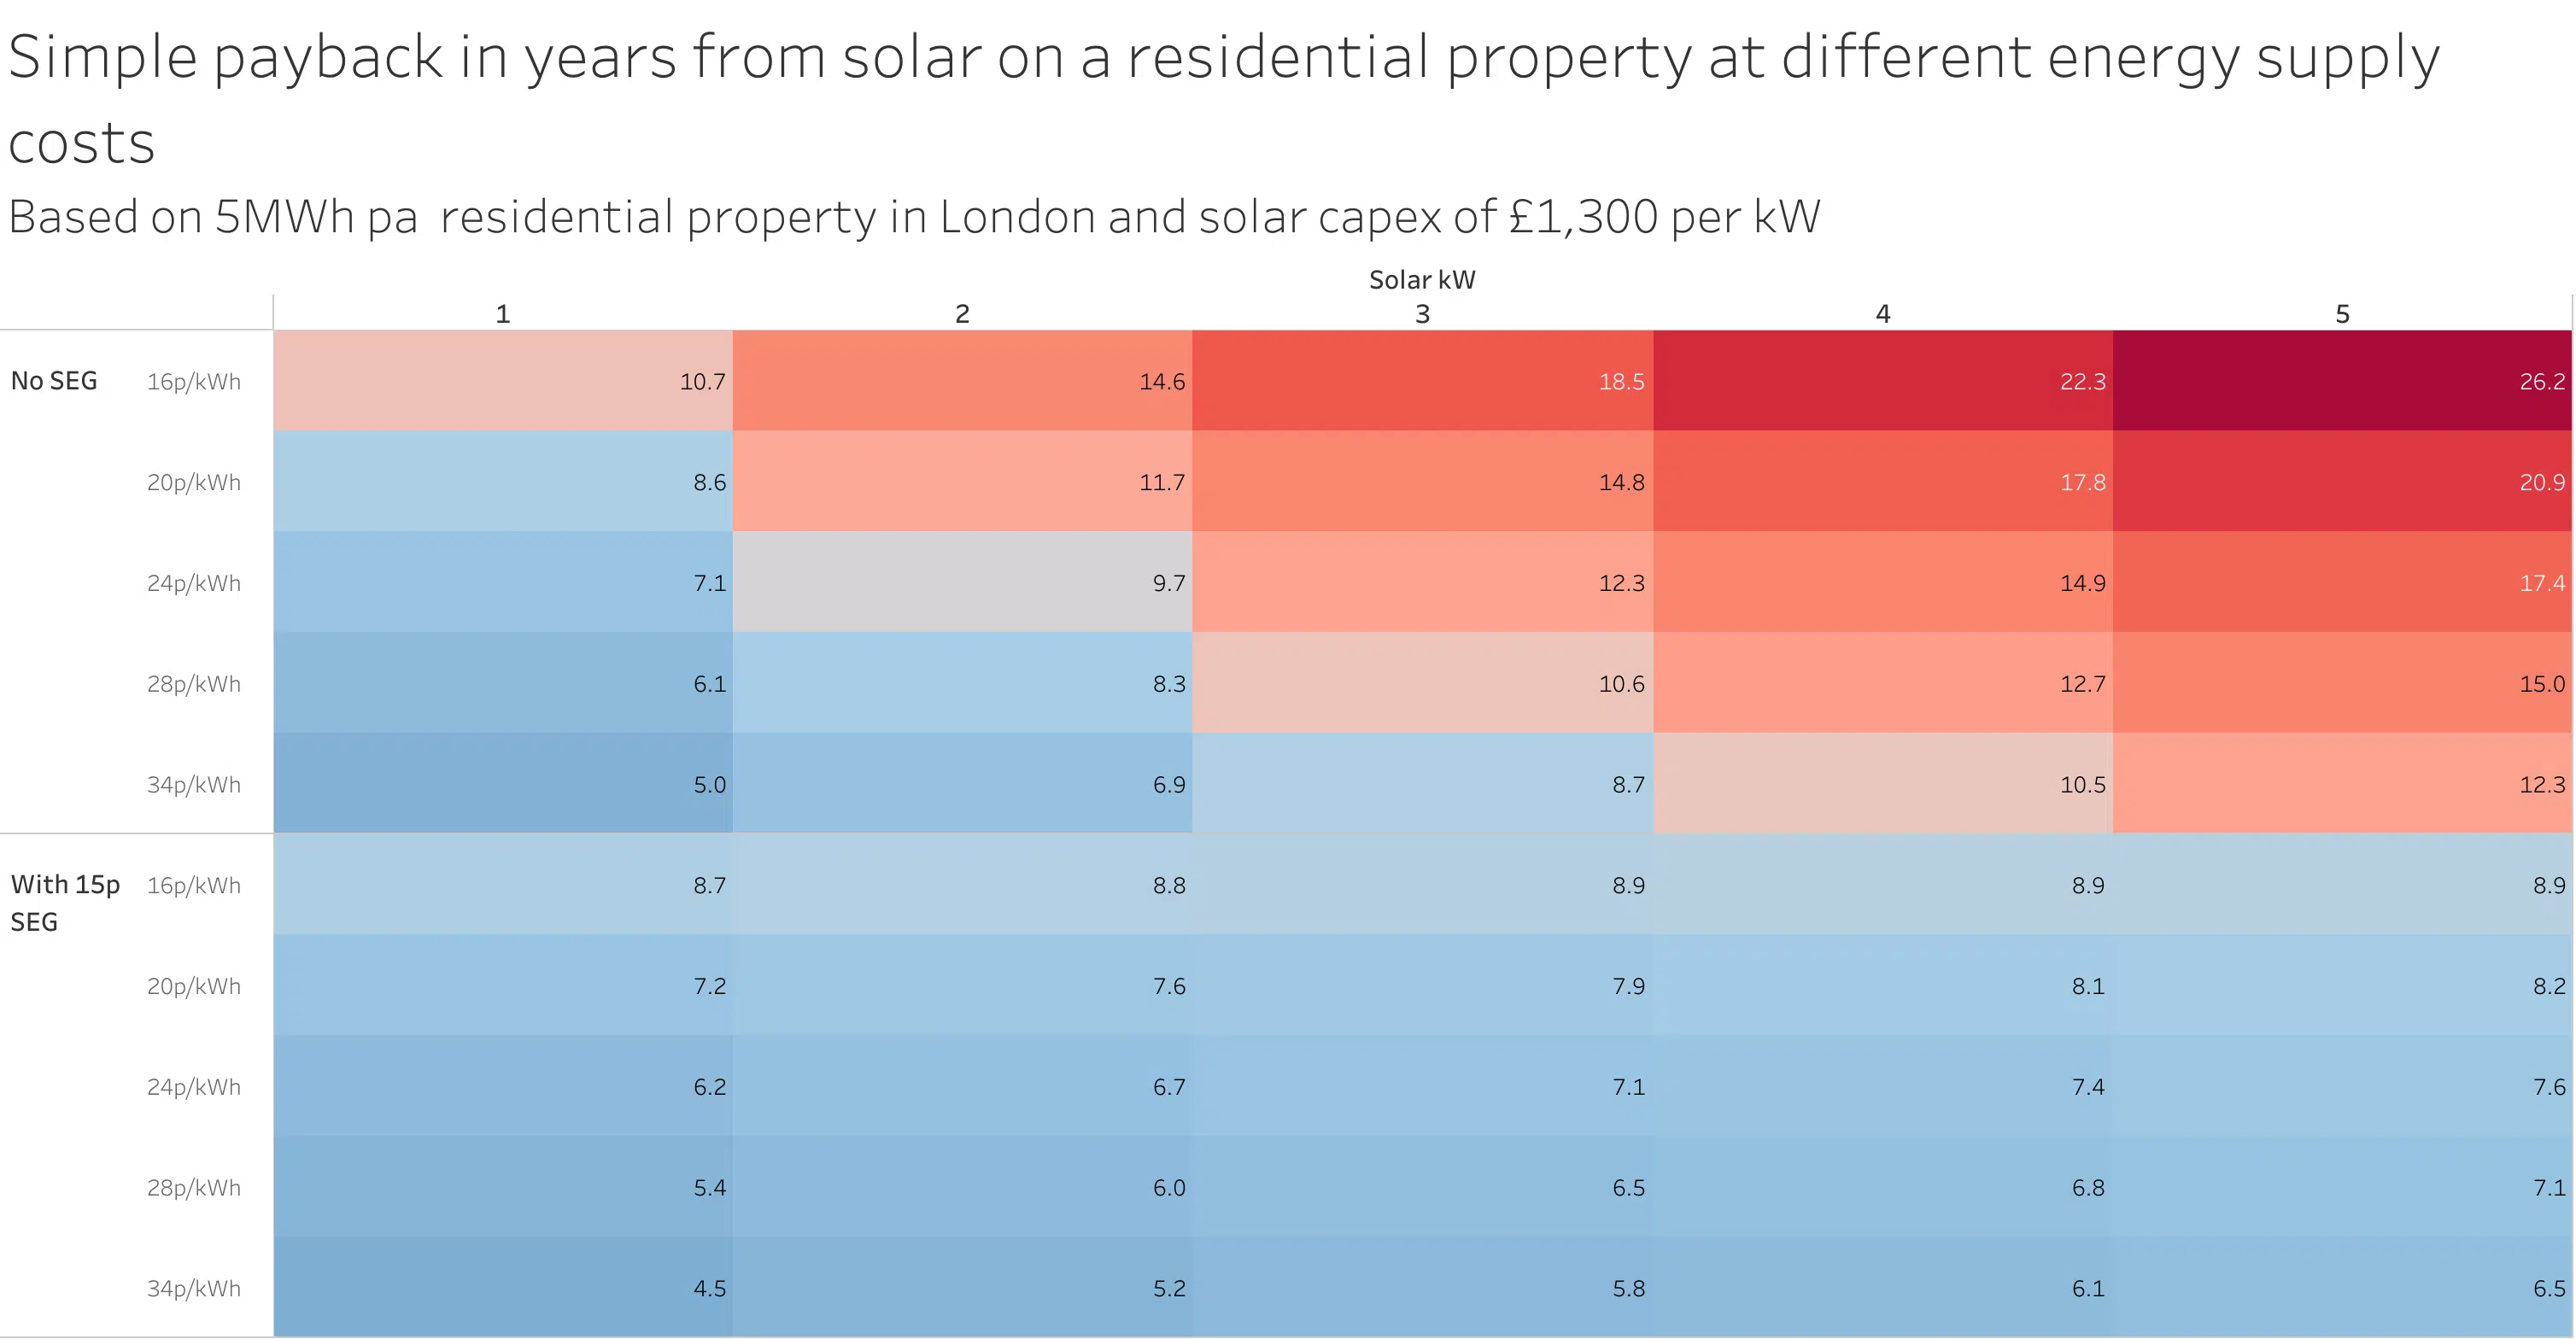 Simple payback in years from solar on a residential property at different energy supply
costs
Based on 5MWh pa  residential property in London and solar capex of £1,300 per kW
Solar kW
1 2 3 4 5
No SEG 16p/kWh 10.7 14.6 18.5 22.3 26.2
20p/kWh 8.6 11.7 14.8 17.8 20.9
24p/kWh 7.1 9.7 12.3 14.9 17.4
28p/kWh 6.1 8.3 10.6 12.7 15.0
34p/kWh 5.0 6.9 8.7 10.5 12.3
With 15p 16p/kWh 8.7 8.8 8.9 8.9 8.9
SEG
20p/kWh 7.2 7.6 7.9 8.1 8.2
24p/kWh 6.2 6.7 7.1 7.4 7.6
28p/kWh 5.4 6.0 6.5 6.8 7.1
34p/kWh 4.5 5.2 5.8 6.1 6.5